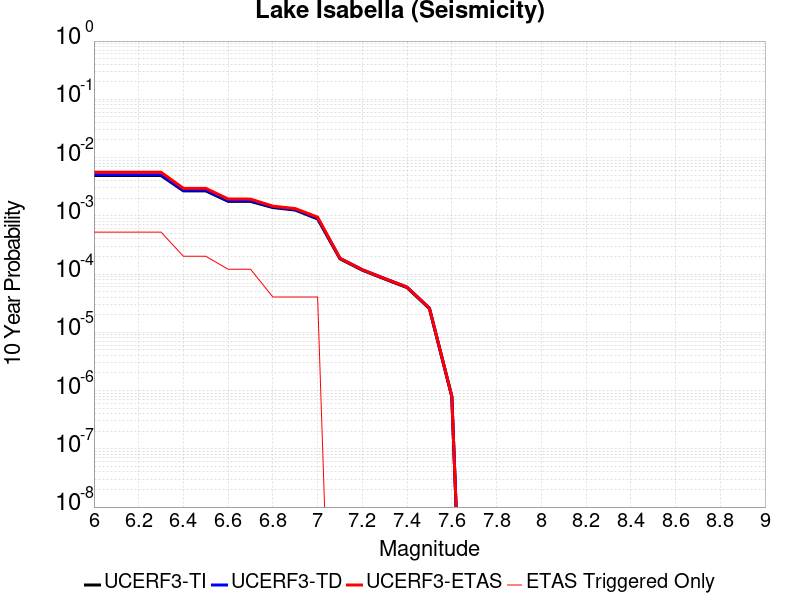 Lake Isabella (Seismicity)
10^0
10^-1
10^-2
10^-3
10^-4
10^-5
10^-6
10^-7
10^-8
10 Year Probability
6 6.2 6.4 6.6 6.8 7 7.2 7.4 7.6 7.8 8 8.2 8.4 8.6 8.8 9
Magnitude
UCERF3-TI UCERF3-TD UCERF3-ETAS ETAS Triggered Only